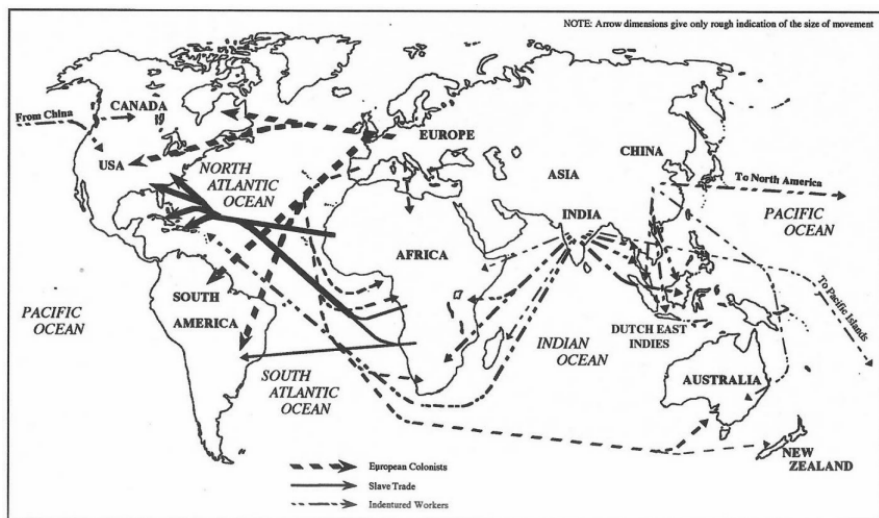 NOTE: Arrow dimensions give only rough indication of the size of movement
CANADA
From China
EUROPE
CHINA
USA
NORTH
ATLANTIC
OCEAN
ASIA
To North America
INDIA
PACIFIC
OCEAN
AFRICA
PACIFIC
OCEAN
SOUTH
AMERICA
To Pacific Islands
DUTCH EAST
INDIES
INDIAN
OCEAN
SOUTH
ATLANTIC
OCEAN
AUSTRALIA
NEW
ZEALAND
European Colonists
Slave Trade
Indentured Workers